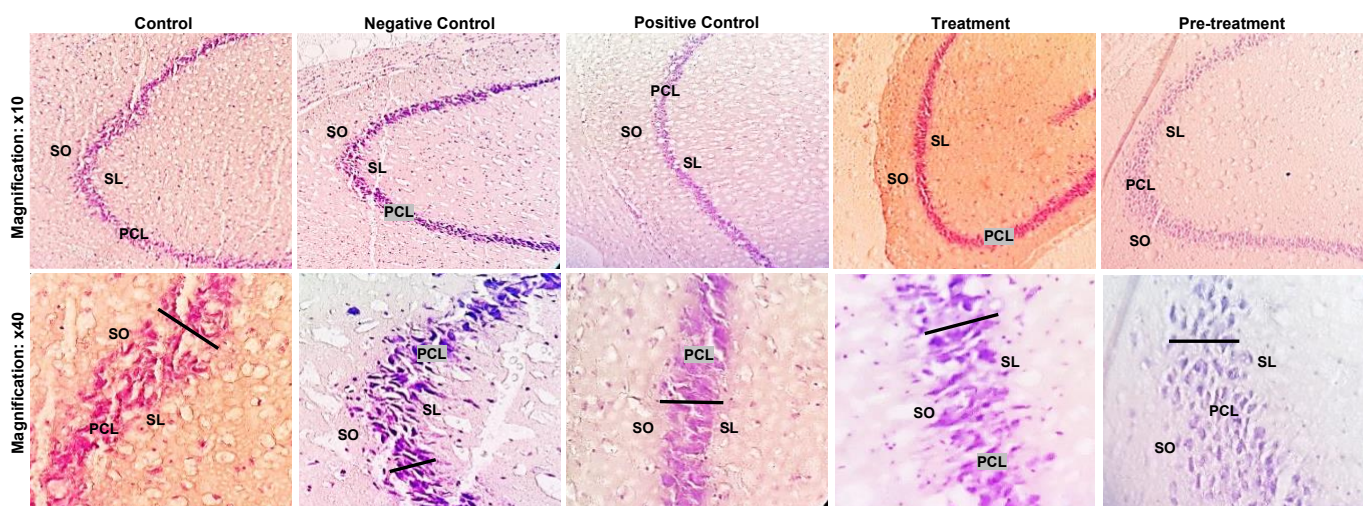 Control
Negative Control
Positive Control
Treatment
Pre-treatment
Magnification: x10
SO
SL
PCL
SO
SL
PCL
PCL
SO
SL
SL
SO
PCL
SL
PCL
SO
Magnification: x40
SO
PCL
SL
PCL
SL
SO
PCL
SO
SL
SL
SO
PCL
SL
PCL
SO